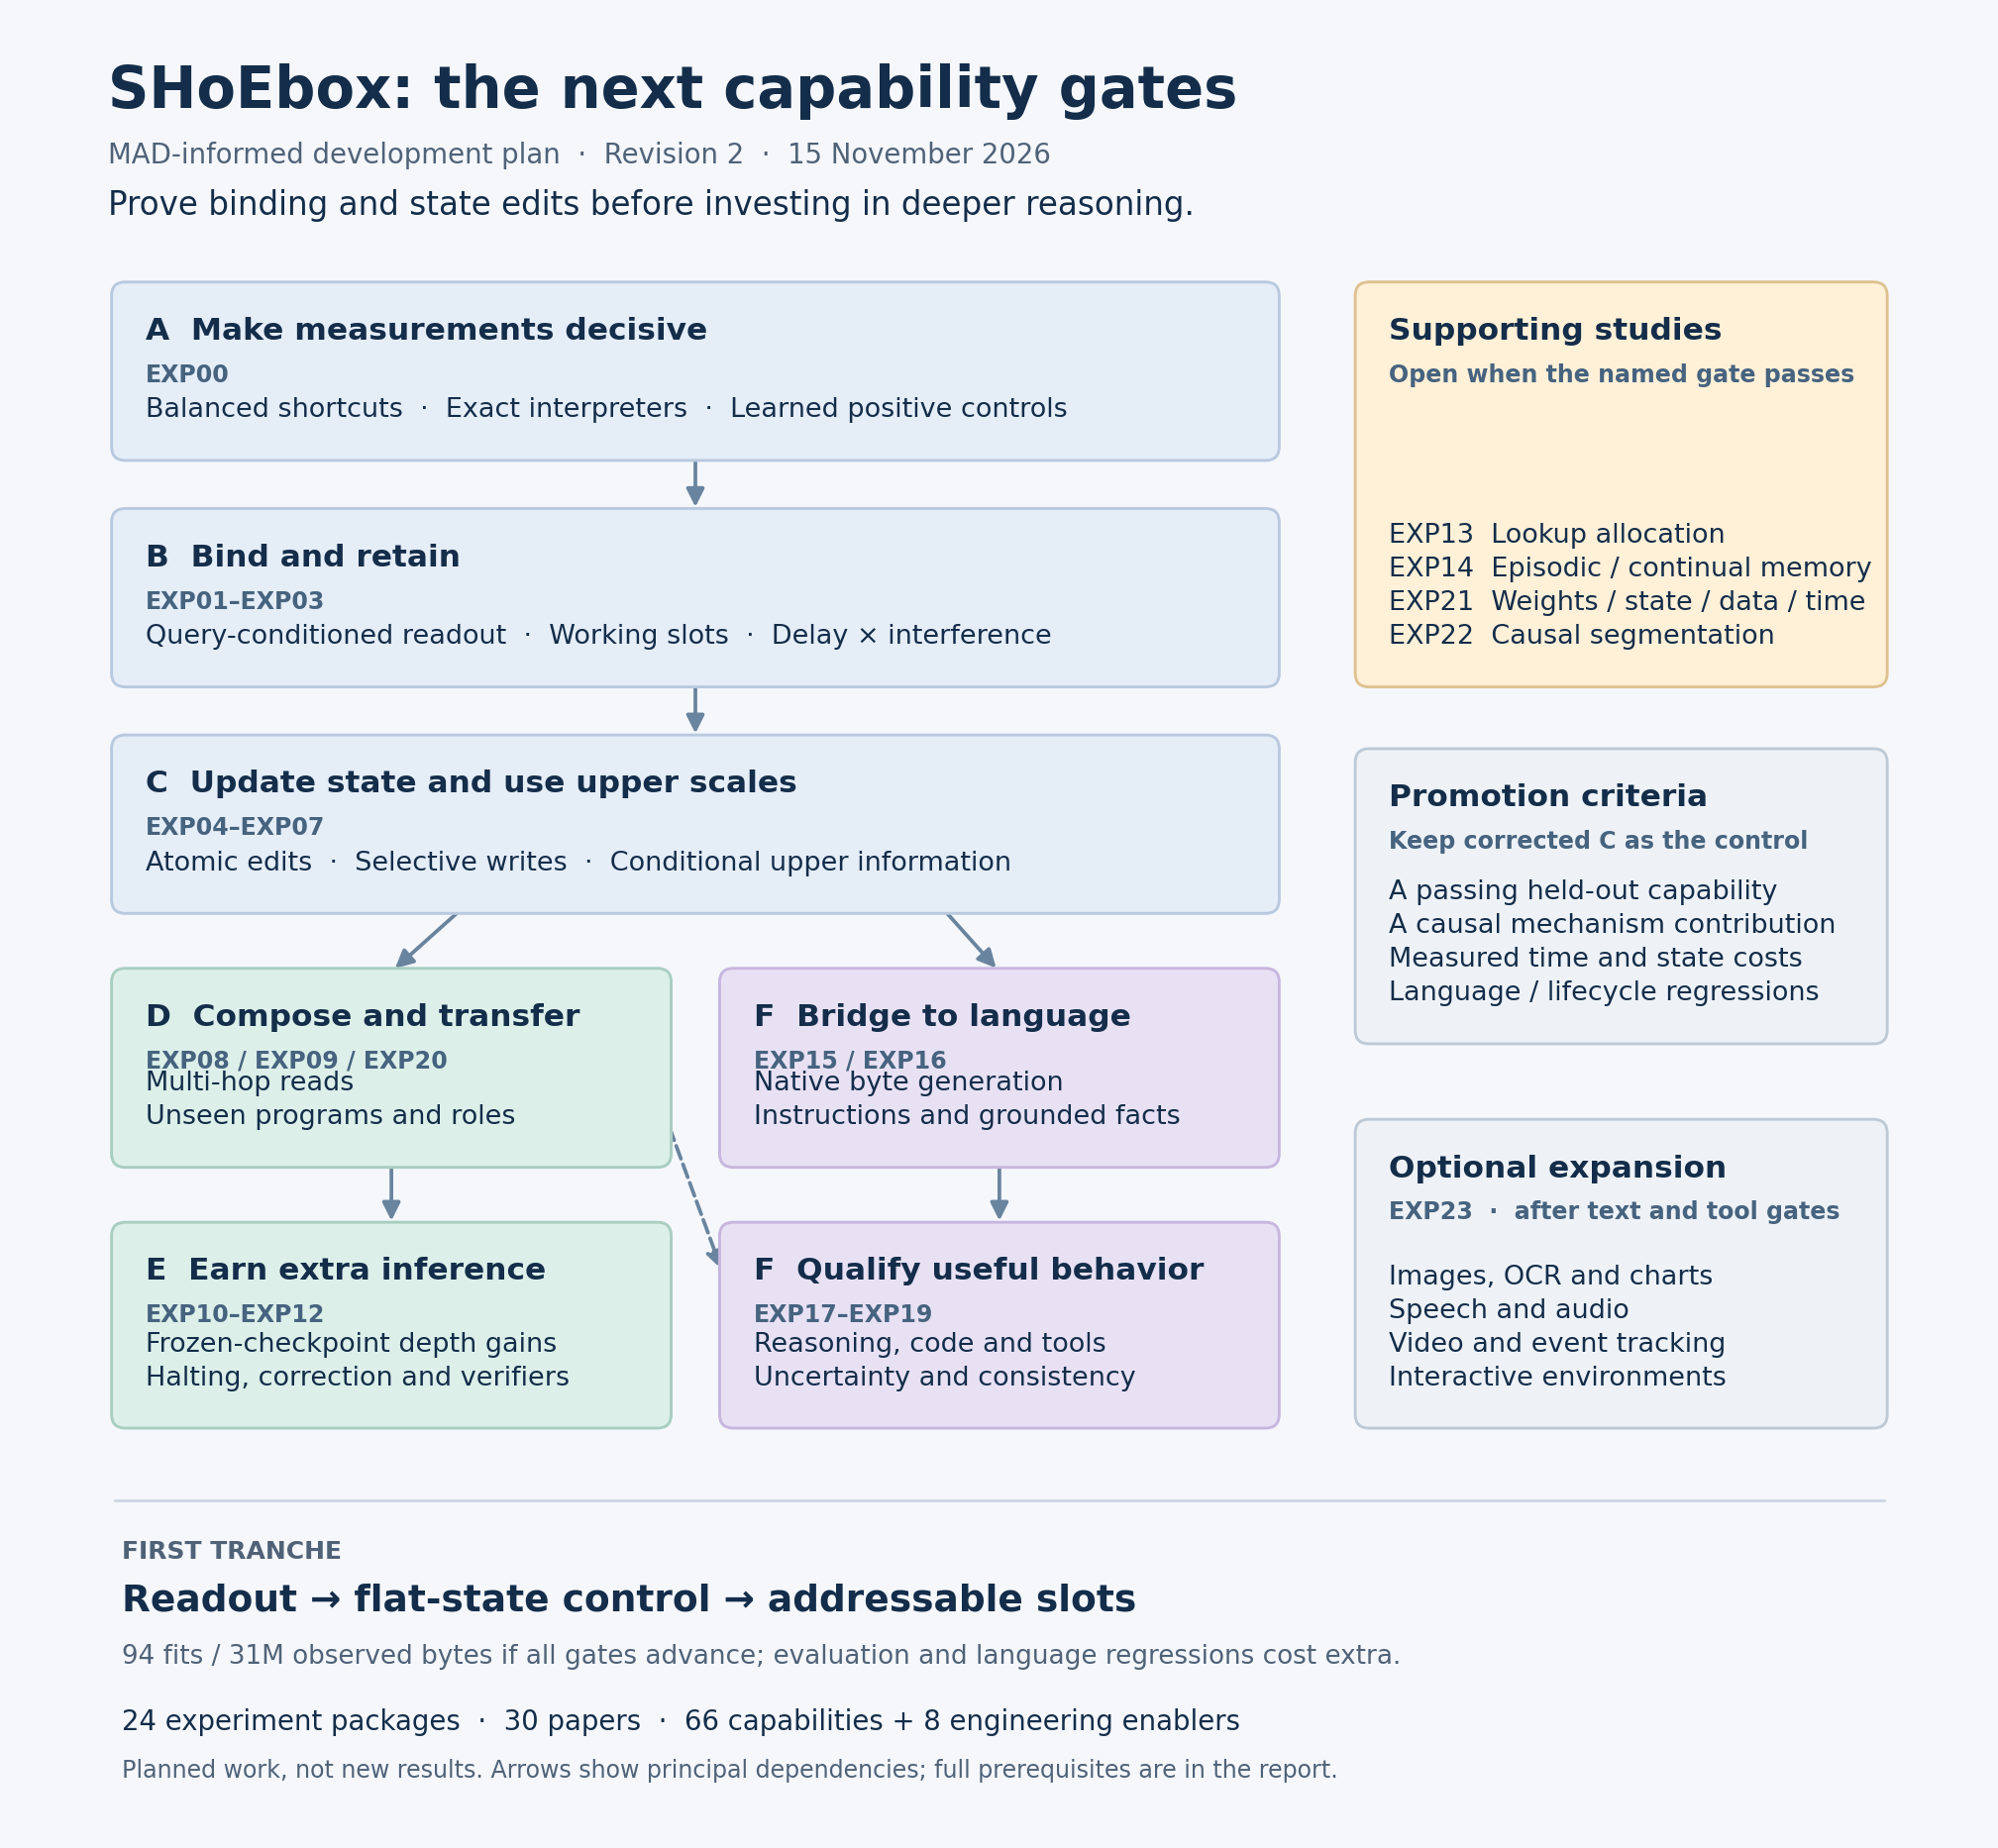 SHoEbox: the next capability gates
MAD-informed development plan · Revision 2 · 15 November 2026
Prove binding and state edits before investing in deeper reasoning.
A Make measurements decisive
EXP00
Balanced shortcuts · Exact interpreters · Learned positive controls
B Bind and retain
EXP01–EXP03
Query-conditioned readout · Working slots · Delay × interference
C Update state and use upper scales
EXP04–EXP07
Atomic edits · Selective writes · Conditional upper information
D Compose and transfer
EXP08 / EXP09 / EXP20
Multi-hop reads
Unseen programs and roles
F Bridge to language
EXP15 / EXP16
Native byte generation
Instructions and grounded facts
E Earn extra inference
EXP10–EXP12
Frozen-checkpoint depth gains
Halting, correction and verifiers
F Qualify useful behavior
EXP17–EXP19
Reasoning, code and tools
Uncertainty and consistency
Supporting studies
Open when the named gate passes
EXP13 Lookup allocation
EXP14 Episodic / continual memory
EXP21 Weights / state / data / time
EXP22 Causal segmentation
Promotion criteria
Keep corrected C as the control
A passing held-out capability
A causal mechanism contribution
Measured time and state costs
Language / lifecycle regressions
Optional expansion
EXP23 · after text and tool gates
Images, OCR and charts
Speech and audio
Video and event tracking
Interactive environments
FIRST TRANCHE
Readout → flat-state control → addressable slots
94 fits / 31M observed bytes if all gates advance; evaluation and language regressions cost extra.
24 experiment packages · 30 papers · 66 capabilities + 8 engineering enablers
Planned work, not new results. Arrows show principal dependencies; full prerequisites are in the report.